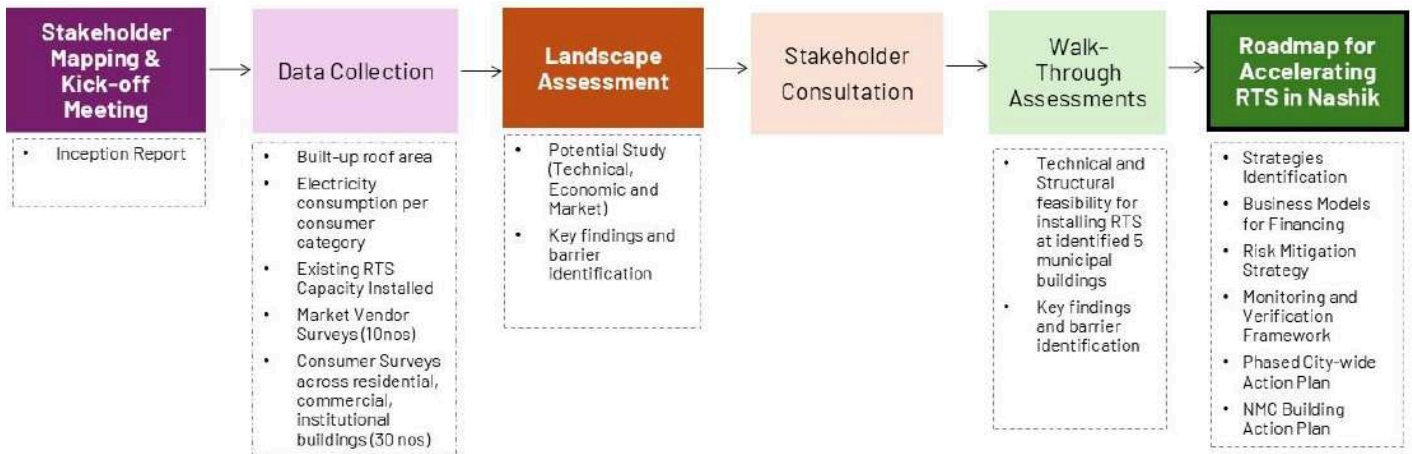 Stakeholder
Mapping &
Kick-off
Meeting
• Inception Report
Data Collection
• Built-up roof area
• Electricity
consumption per
consumer
category
• Existing RTS
Capacity Installed
• Market Vendor
Surveys (10nos)
• Consumer Surveys
across residential,
commercial,
institutional
buildings (30 nos)
Landscape
Assessment
• Potential Study
(Technical,
Economic and
Market)
• Key findings and
barrier
identification
Stakeholder
Consultation
Walk-
Through
Assessments
• Technical and
Structural
feasibility for
installing RTS
at identified 5
municipal
buildings
• Key findings
and barrier
identification
Roadmap for
Accelerating
RTS in Nashik
• Strategies
Identification
• Business Models
for Financing
• Risk Mitigation
Strategy
• Monitoring and
Verification
Framework
• Phased City-wide
Action Plan
• NMC Building
Action Plan